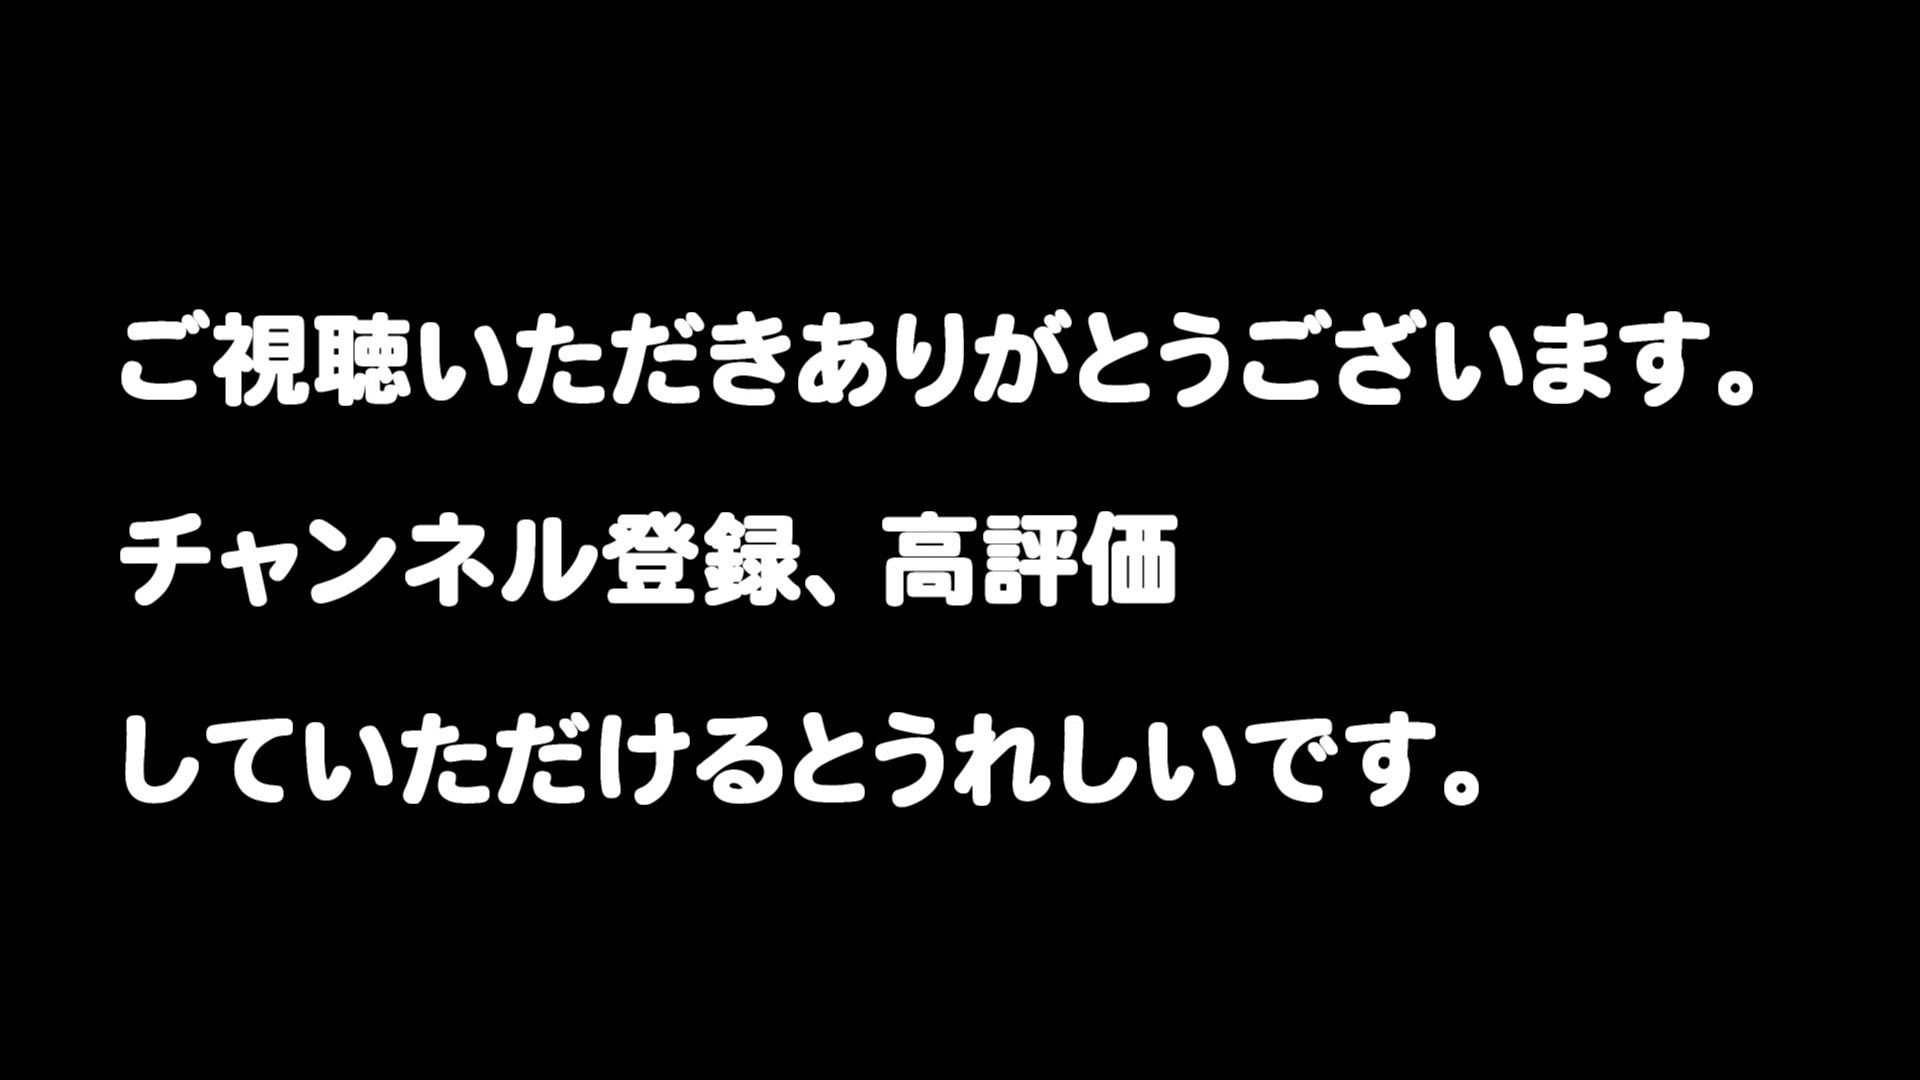 ご視聴いただきありがとうございます。
チャンネル登録、高評価
していただけるとうれしいです。